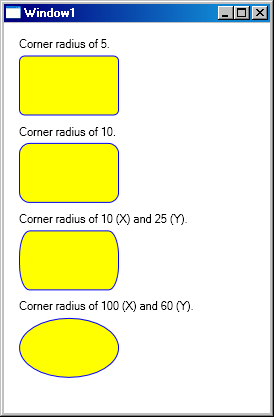 Window1
Corner radius of 5.
Corner radius of 10.
Corner radius of 10 (X) and 25 (Y).
Corner radius of 100 (X) and 60 (Y).